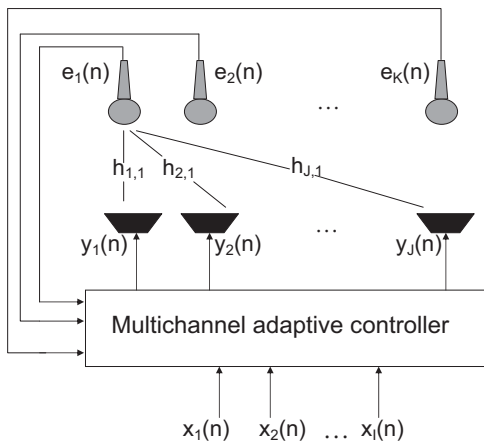 e₁(n) e₂(n) e_K(n)
...
h₁,₁ h₂,₁ h_J,₁
y₁(n) y₂(n) ... y_J(n)
Multichannel adaptive controller
x₁(n) x₂(n) ... x_I(n)